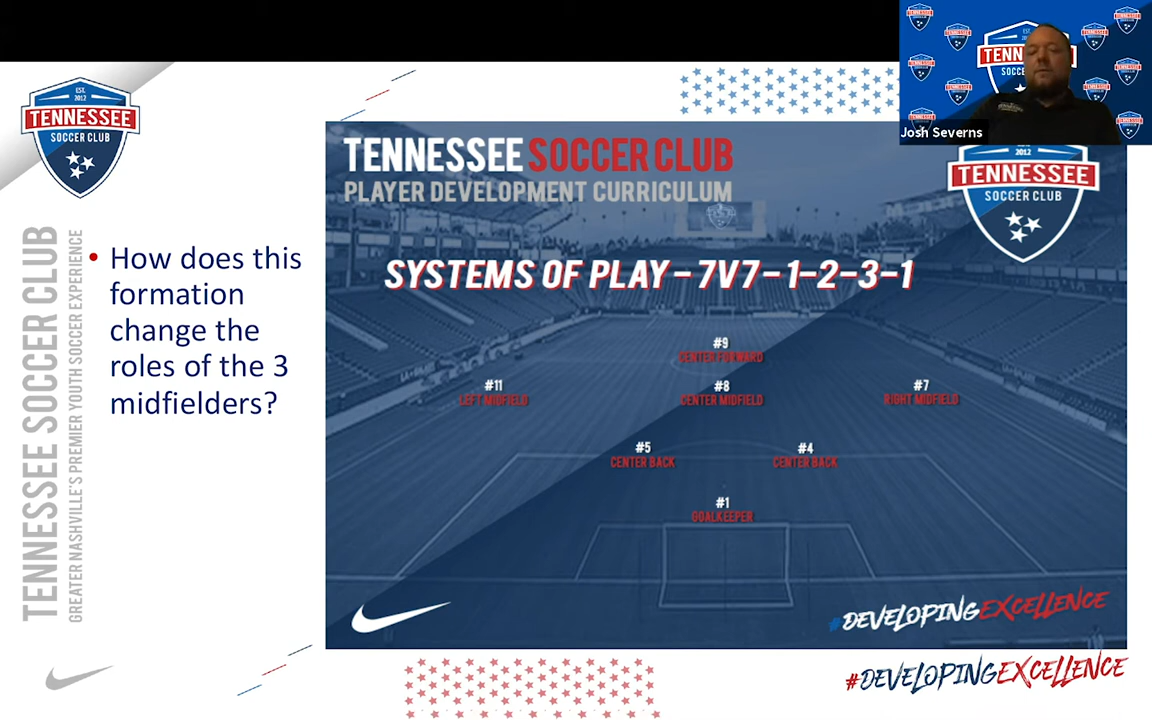 EST.
2012
TENNESSEE
SOCCER CLUB
TENNESSEE SOCCER CLUB
GREATER NASHVILLE'S PREMIER YOUTH SOCCER EXPERIENCE
• How does this
formation
change the
roles of the 3
midfielders?
TENNESSEE SOCCER CLUB
PLAYER DEVELOPMENT CURRICULUM
Josh Severns
2012
TENNESSEE
SOCCER CLUB
SYSTEMS OF PLAY – 7V7 – 1-2-3-1
#9
CENTER FORWARD
#11
LEFT MIDFIELD
#8
CENTER MIDFIELD
#7
RIGHT MIDFIELD
#5
CENTER BACK
#4
CENTER BACK
#1
GOALKEEPER
#DEVELOPINGEXCELLENCE
#DEVELOPINGEXCELLENCE